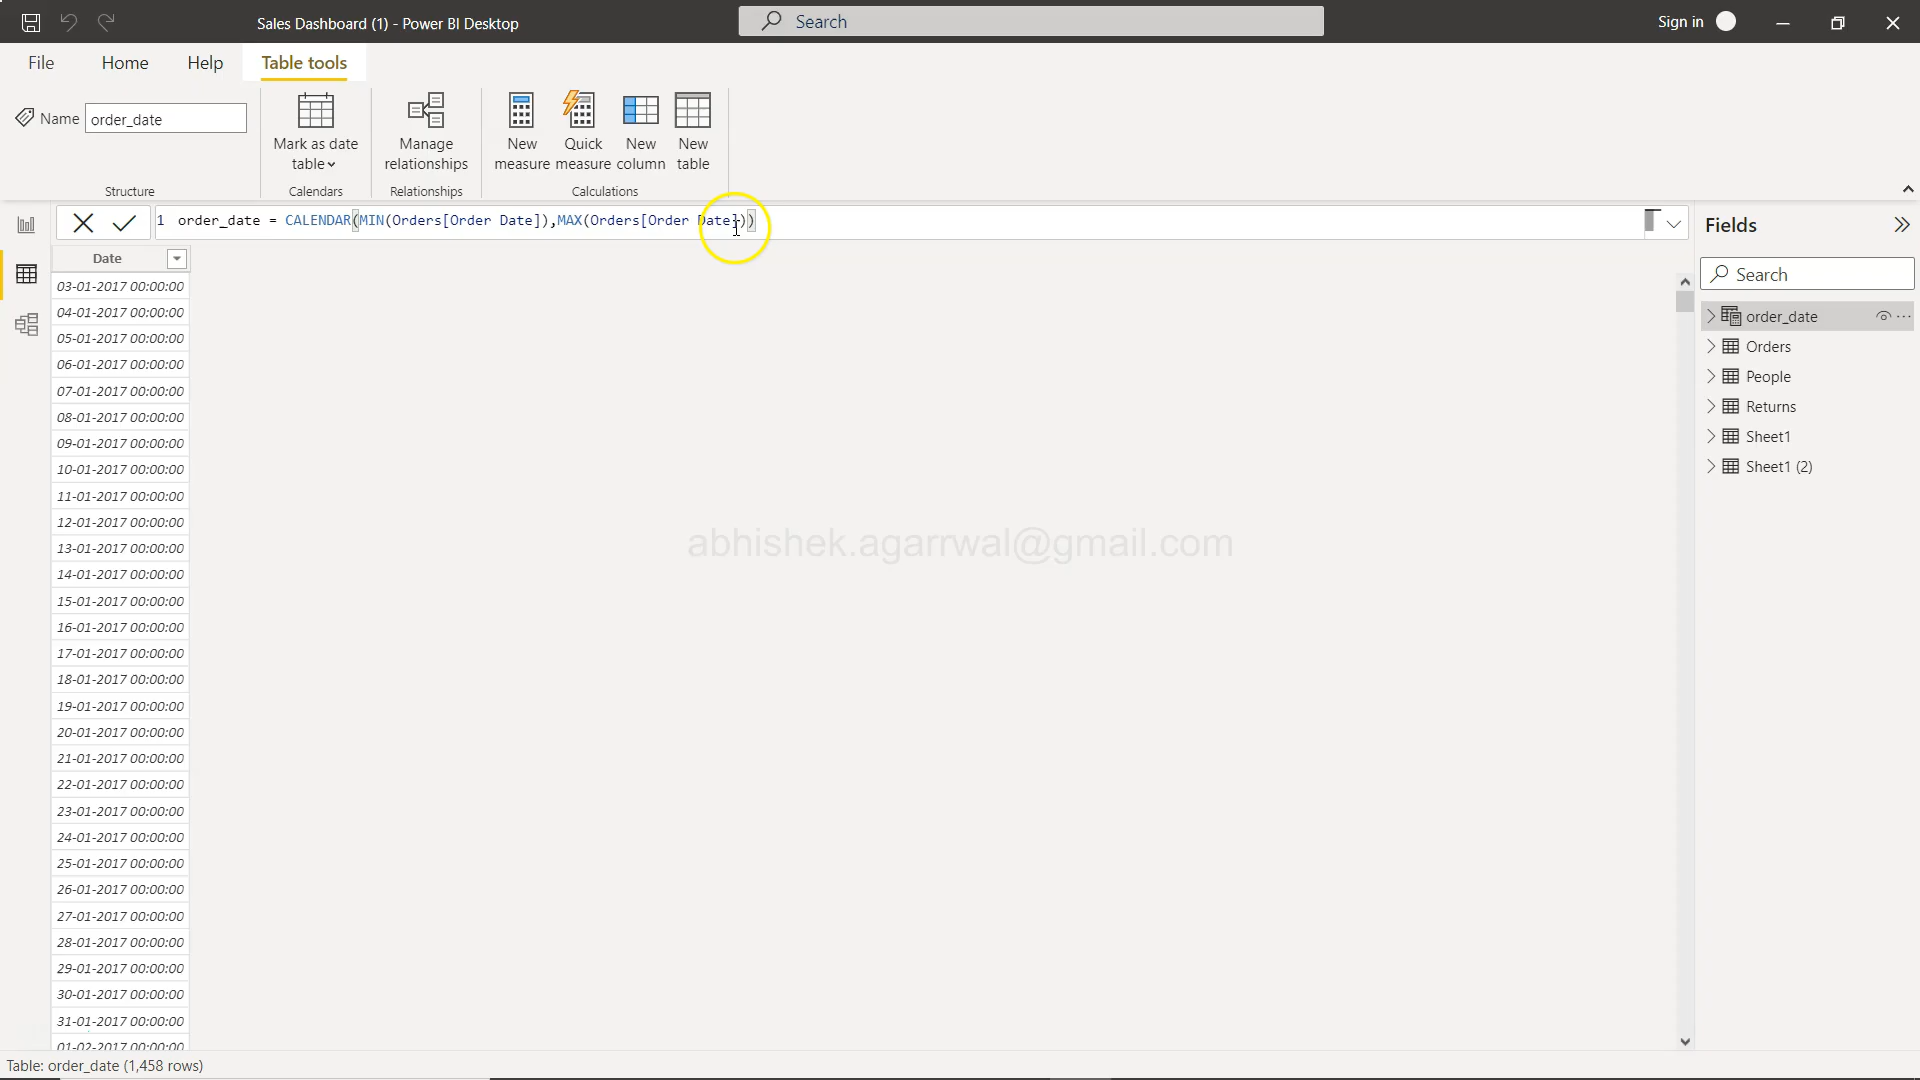 Sales Dashboard (1) - Power BI Desktop
Search
Sign in
File
Home
Help
Table tools
Name
order_date
Structure
Mark as date
table
Calendars
Manage
relationships
Relationships
New
measure
Quick
measure
New
column
New
table
Calculations
1 order_date = CALENDAR(MIN(Orders[Order Date]),MAX(Orders[Order Date]))
Date
03-01-2017 00:00:00
04-01-2017 00:00:00
05-01-2017 00:00:00
06-01-2017 00:00:00
07-01-2017 00:00:00
08-01-2017 00:00:00
09-01-2017 00:00:00
10-01-2017 00:00:00
11-01-2017 00:00:00
12-01-2017 00:00:00
13-01-2017 00:00:00
14-01-2017 00:00:00
15-01-2017 00:00:00
16-01-2017 00:00:00
17-01-2017 00:00:00
18-01-2017 00:00:00
19-01-2017 00:00:00
20-01-2017 00:00:00
21-01-2017 00:00:00
22-01-2017 00:00:00
23-01-2017 00:00:00
24-01-2017 00:00:00
25-01-2017 00:00:00
26-01-2017 00:00:00
27-01-2017 00:00:00
28-01-2017 00:00:00
29-01-2017 00:00:00
30-01-2017 00:00:00
31-01-2017 00:00:00
01-02-2017 00:00:00
abhishek.agarrwal@gmail.com
Fields
Search
order_date
Orders
People
Returns
Sheet1
Sheet1 (2)
Table: order_date (1,458 rows)